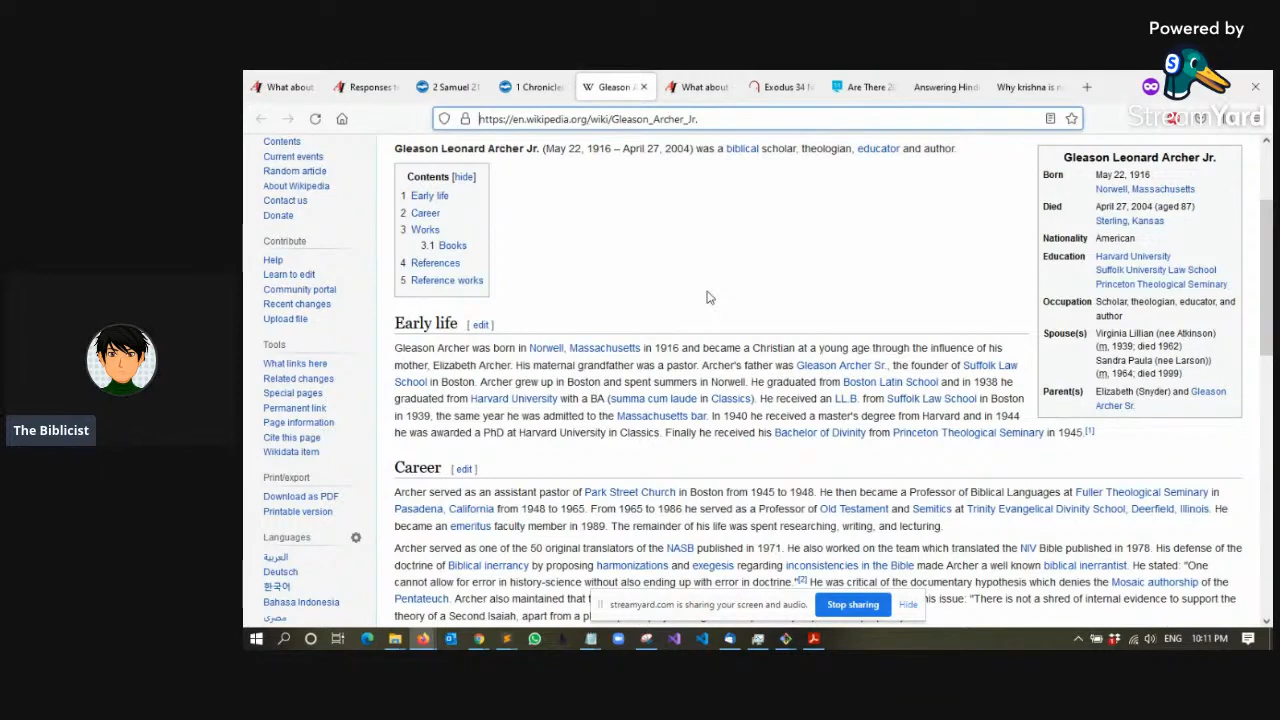 Powered by
StreamYard
What about
Responses t
2 Samuel 21
1 Chronicle
Gleason A
What about
Exodus 34
Are There 2
Answering Hind
Why krishna is n
https://en.wikipedia.org/wiki/Gleason_Archer_Jr.
Contents
Current events
Random article
About Wikipedia
Contact us
Donate
Contribute
Help
Learn to edit
Community portal
Recent changes
Upload file
Tools
What links here
Related changes
Special pages
Permanent link
Page information
Cite this page
Wikidata item
Print/export
Download as PDF
Printable version
Languages
العربية
Deutsch
한국어
Bahasa Indonesia
مصرى
Gleason Leonard Archer Jr. (May 22, 1916 – April 27, 2004) was a biblical scholar, theologian, educator and author.
Contents [hide]
1 Early life
2 Career
3 Works
3.1 Books
4 References
5 Reference works
Gleason Leonard Archer Jr.
Born May 22, 1916
Norwell, Massachusetts
Died April 27, 2004 (aged 87)
Sterling, Kansas
Nationality American
Education Harvard University
Suffolk University Law School
Princeton Theological Seminary
Occupation Scholar, theologian, educator, and
author
Spouse(s) Virginia Lillian (nee Atkinson)
(m, 1939; died 1962)
Sandra Paula (nee Larson))
(m, 1964; died 1999)
Parent(s) Elizabeth (Snyder) and Gleason
Archer Sr.
Early life [ edit ]
Gleason Archer was born in Norwell, Massachusetts in 1916 and became a Christian at a young age through the influence of his
mother, Elizabeth Archer. His maternal grandfather was a pastor. Archer's father was Gleason Archer Sr., the founder of Suffolk Law
School in Boston. Archer grew up in Boston and spent summers in Norwell. He graduated from Boston Latin School and in 1938 he
graduated from Harvard University with a BA (summa cum laude in Classics). He received an LL.B. from Suffolk Law School in Boston
in 1939, the same year he was admitted to the Massachusetts bar. In 1940 he received a master's degree from Harvard and in 1944
he was awarded a PhD at Harvard University in Classics. Finally he received his Bachelor of Divinity from Princeton Theological Seminary in 1945.[1]
Career [ edit ]
Archer served as an assistant pastor of Park Street Church in Boston from 1945 to 1948. He then became a Professor of Biblical Languages at Fuller Theological Seminary in
Pasadena, California from 1948 to 1965. From 1965 to 1986 he served as a Professor of Old Testament and Semitics at Trinity Evangelical Divinity School, Deerfield, Illinois. He
became an emeritus faculty member in 1989. The remainder of his life was spent researching, writing, and lecturing.
Archer served as one of the 50 original translators of the NASB published in 1971. He also worked on the team which translated the NIV Bible published in 1978. His defense of the
doctrine of Biblical inerrancy by proposing harmonizations and exegesis regarding inconsistencies in the Bible made Archer a well known biblical inerrantist. He stated: "One
cannot allow for error in history-science without also ending up with error in doctrine."[2] He was critical of the documentary hypothesis which denies the Mosaic authorship of the
Pentateuch. Archer also maintained that his issue: "There is not a shred of internal evidence to support the
theory of a Second Isaiah, apart from a p
streamyard.com is sharing your screen and audio.
Stop sharing
Hide
The Biblicist
ENG 10:11 PM